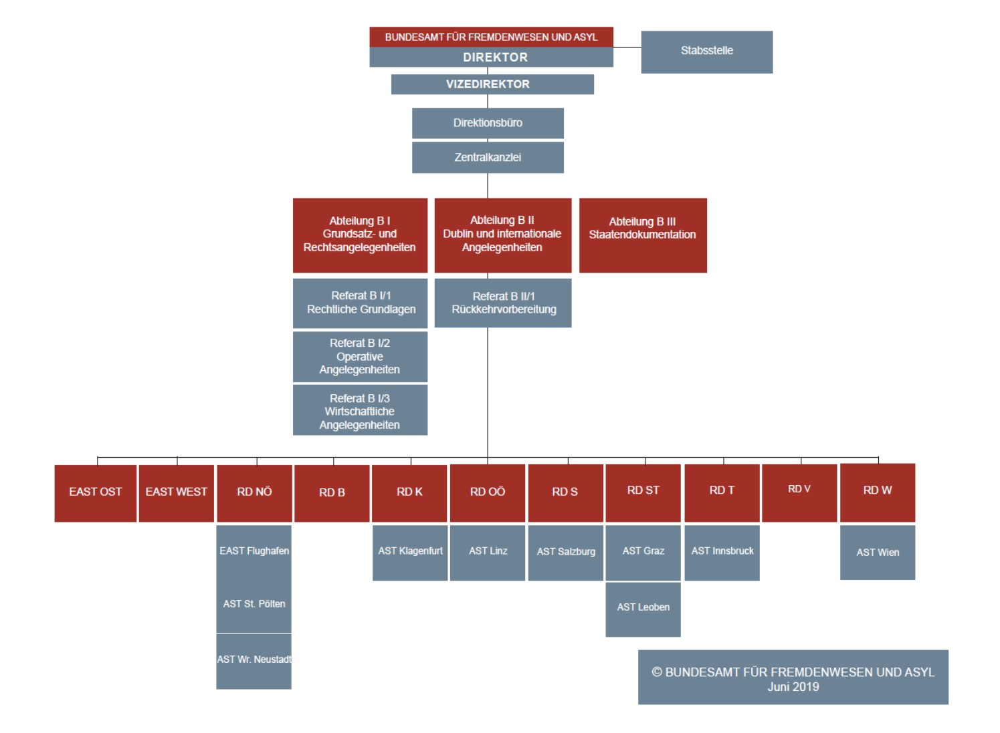 BUNDESAMT FÜR FREMDENWESEN UND ASYL
DIREKTOR
Stabsstelle
VIZEDIREKTOR
Direktionsbüro
Zentralkanzlei
Abteilung B I
Grundsatz- und
Rechtsangelegenheiten
Abteilung B II
Dublin und internationale
Angelegenheiten
Abteilung B III
Staatendokumentation
Referat B I/1
Rechtliche Grundlagen
Referat B II/1
Rückkehrvorbereitung
Referat B I/2
Operative
Angelegenheiten
Referat B I/3
Wirtschaftliche
Angelegenheiten
EAST OST
EAST WEST
RD NÖ
RD B
RD K
RD OÖ
RD S
RD ST
RD T
RD V
RD W
EAST Flughafen
AST Klagenfurt
AST Linz
AST Salzburg
AST Graz
AST Innsbruck
AST Wien
AST St. Pölten
AST Leoben
AST Wr. Neustadt
© BUNDESAMT FÜR FREMDENWESEN UND ASYL
Juni 2019